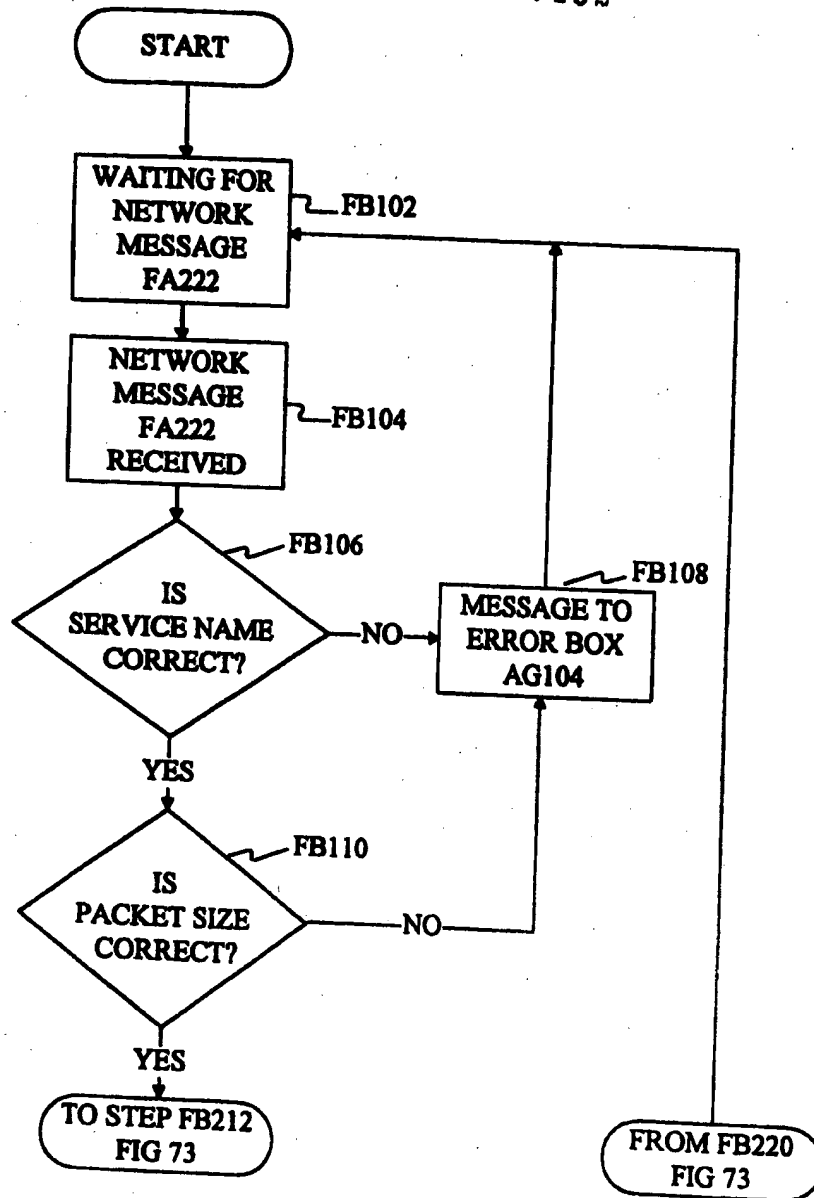 START
WAITING FOR
NETWORK
MESSAGE
FA222
FB102
NETWORK
MESSAGE
FA222
RECEIVED
FB104
FB106
IS
SERVICE NAME
CORRECT?
NO
FB108
MESSAGE TO
ERROR BOX
AG104
YES
FB110
IS
PACKET SIZE
CORRECT?
NO
YES
TO STEP FB212
FIG 73
FROM FB220
FIG 73